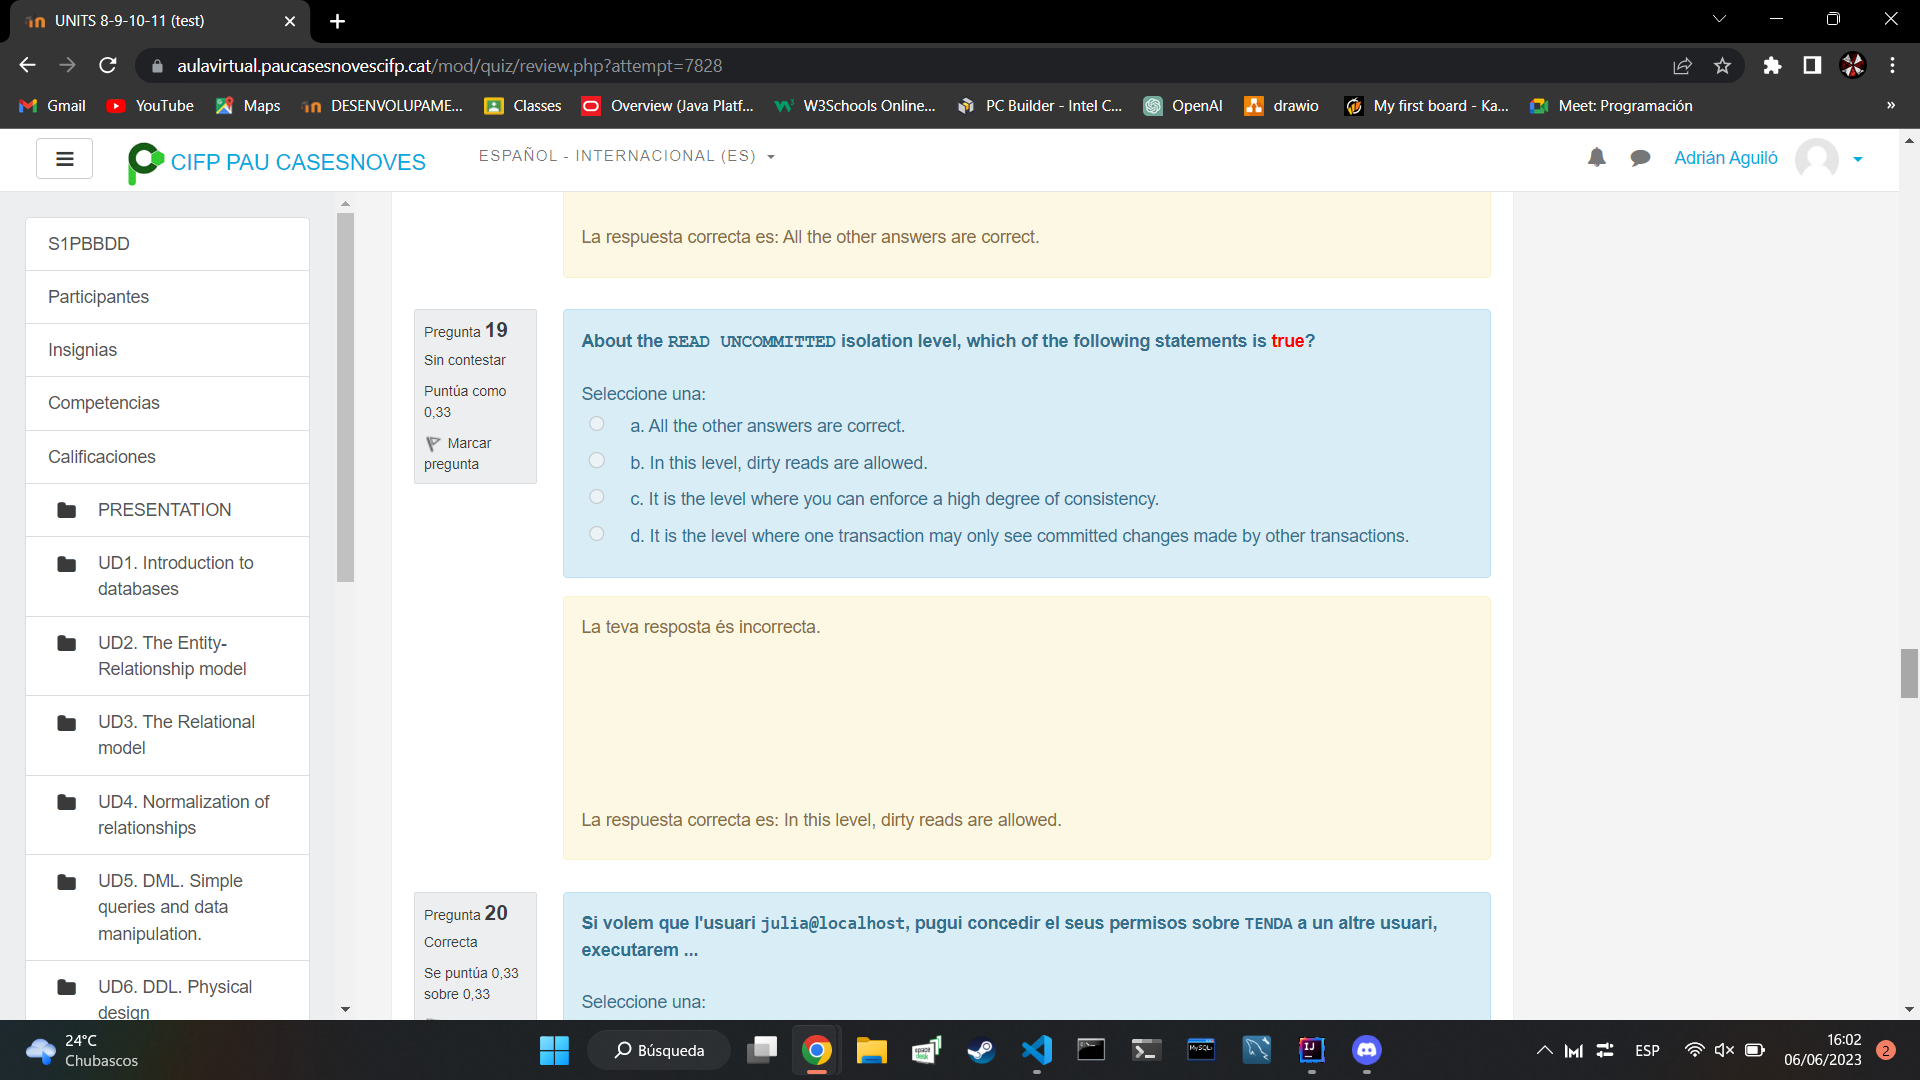 UNITS 8-9-10-11 (test)
aulavirtual.paucasesnovescifp.cat/mod/quiz/review.php?attempt=7828
Gmail
YouTube
Maps
DESENVOLUPAME...
Classes
Overview (Java Platf...
W3Schools Online...
PC Builder - Intel C...
OpenAI
drawio
My first board - Ka...
Meet: Programación
»
CIFP PAU CASESNOVES
ESPAÑOL - INTERNACIONAL (ES)
Adrián Aguiló
S1PBBDD
Participantes
Insignias
Competencias
Calificaciones
PRESENTATION
UD1. Introduction to
databases
UD2. The Entity-
Relationship model
UD3. The Relational
model
UD4. Normalization of
relationships
UD5. DML. Simple
queries and data
manipulation.
UD6. DDL. Physical
design
La respuesta correcta es: All the other answers are correct.
Pregunta 19
Sin contestar
Puntúa como
0,33
Marcar
pregunta
About the READ UNCOMMITTED isolation level, which of the following statements is true?
Seleccione una:
a. All the other answers are correct.
b. In this level, dirty reads are allowed.
c. It is the level where you can enforce a high degree of consistency.
d. It is the level where one transaction may only see committed changes made by other transactions.
La teva resposta és incorrecta.
La respuesta correcta es: In this level, dirty reads are allowed.
Pregunta 20
Correcta
Se puntúa 0,33
sobre 0,33
Si volem que l'usuari julia@localhost, pugui concedir el seus permisos sobre TENDA a un altre usuari,
executarem ...
Seleccione una:
24°C
Chubascos
Búsqueda
ESP
16:02
06/06/2023
2